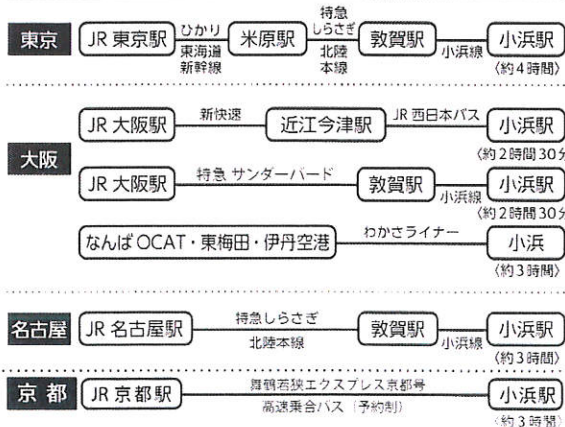 東京 JR 東京駅 ひかり 東海道新幹線 米原駅 特急しらさぎ 北陸本線 敦賀駅 小浜線 小浜駅
〈約4時間〉
大阪
JR 大阪駅 新快速 近江今津駅 JR 西日本バス 小浜駅
〈約2時間30分
JR 大阪駅 特急 サンダーバード 敦賀駅 小浜線 小浜駅
〈約2時間30分
なんば OCAT・東梅田・伊丹空港 わかさライナー 小浜
〈約3時間〉
名古屋 JR 名古屋駅 特急しらさぎ 北陸本線 敦賀駅 小浜線 小浜駅
〈約3時間〉
京都 JR 京都駅 舞鶴若狭エクスプレス京都号 高速乗合バス（予約制） 小浜駅
〈約3時間〉